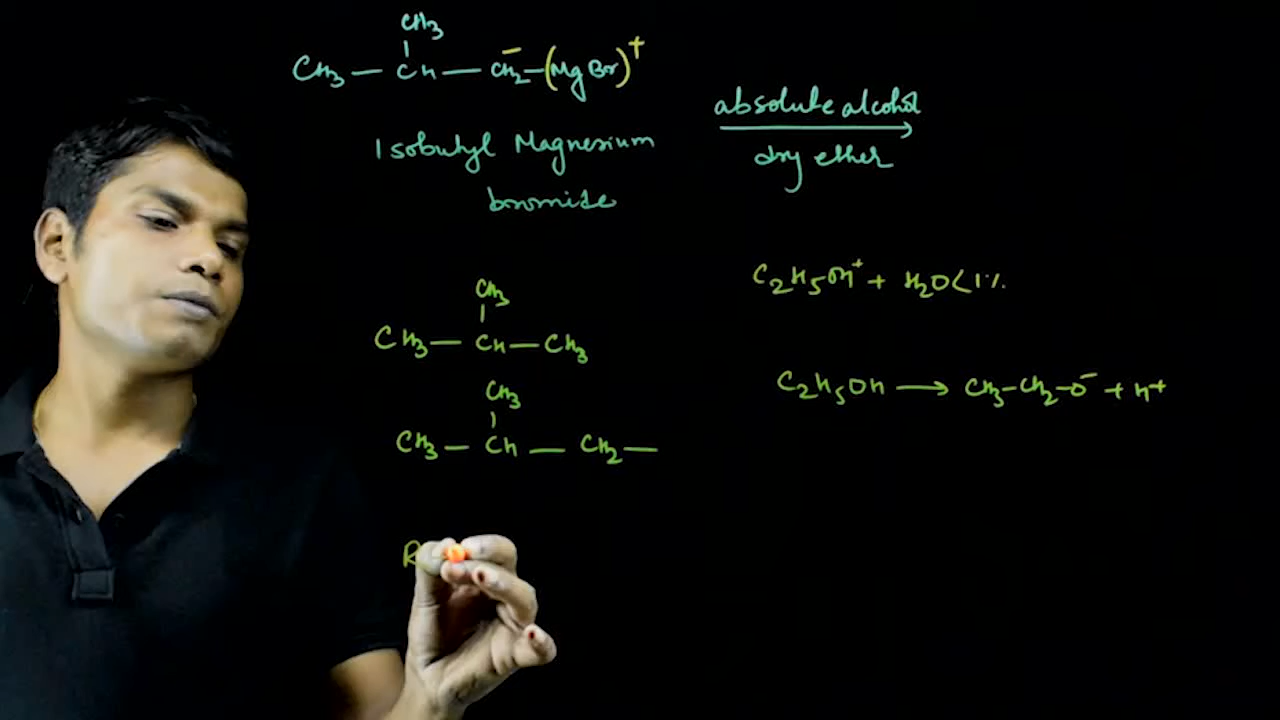 CH3
CH3 — CH — CH2⁻ — (MgBr)⁺
absolute alcohol
Isobutyl Magnesium
dry ether
bromide
C2H5OH⁺ + H2O < 1%
CH3
CH3 — CH — CH3
C2H5OH → CH3-CH2-O⁻ + H⁺
CH3
CH3 — CH — CH2 —
R